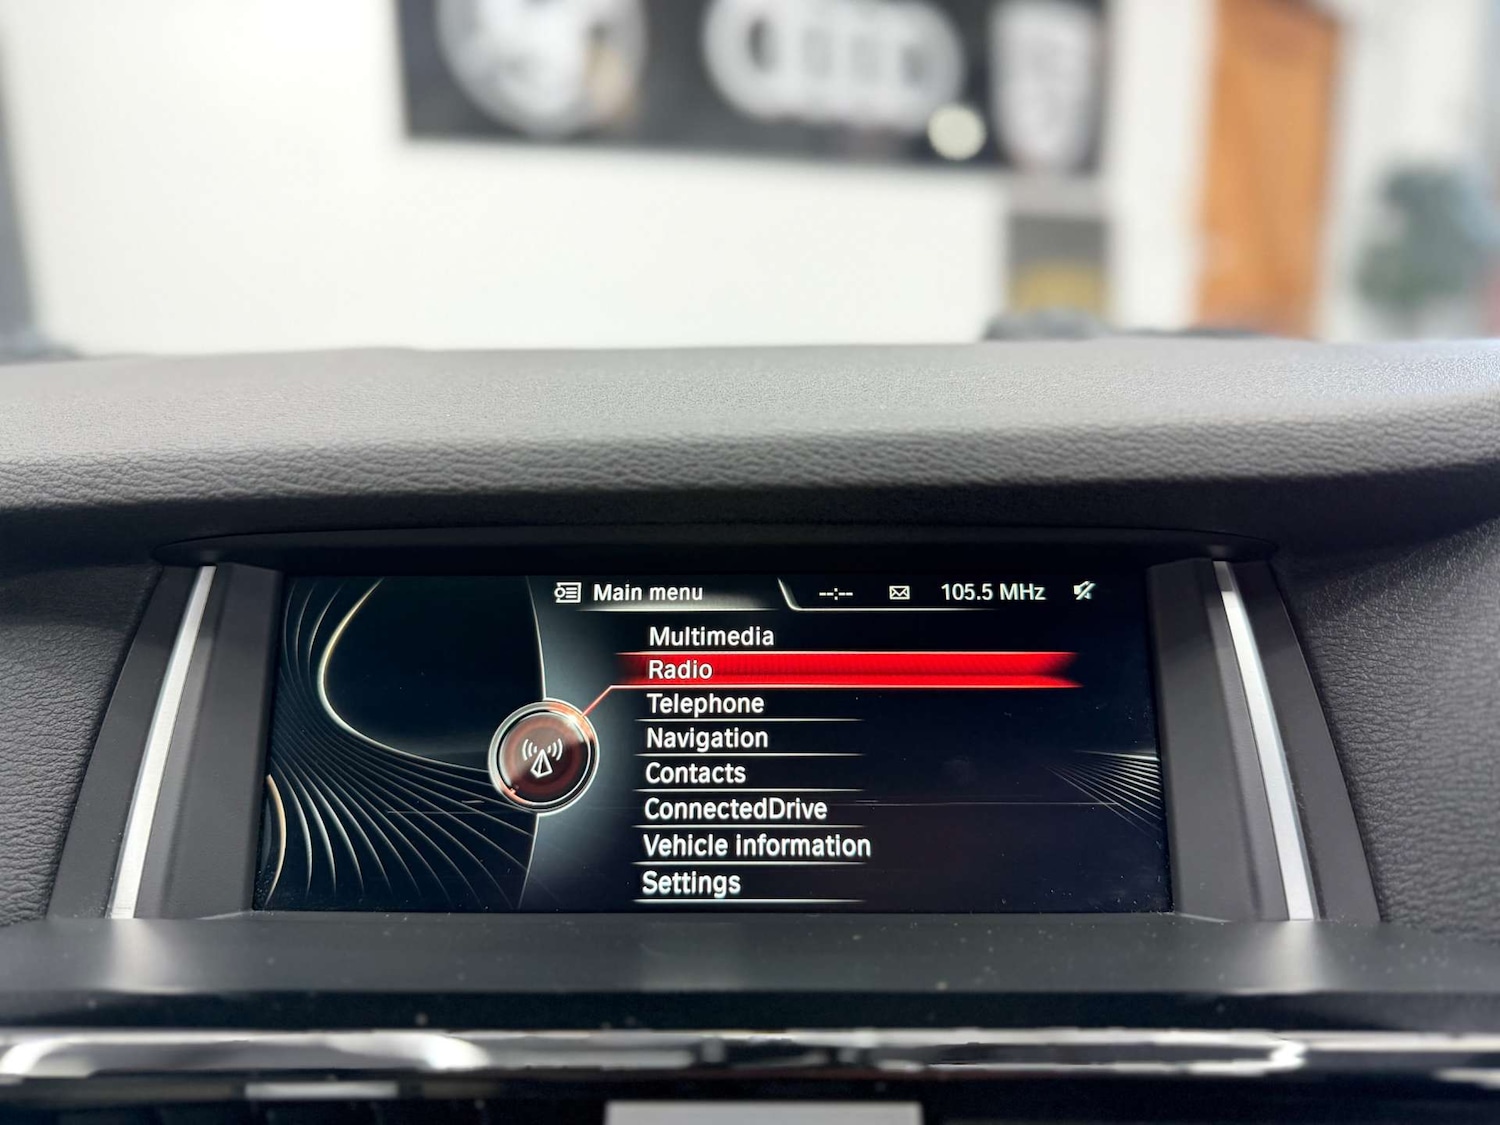 Main menu --:-- 105.5 MHz
Multimedia
Radio
Telephone
Navigation
Contacts
ConnectedDrive
Vehicle information
Settings